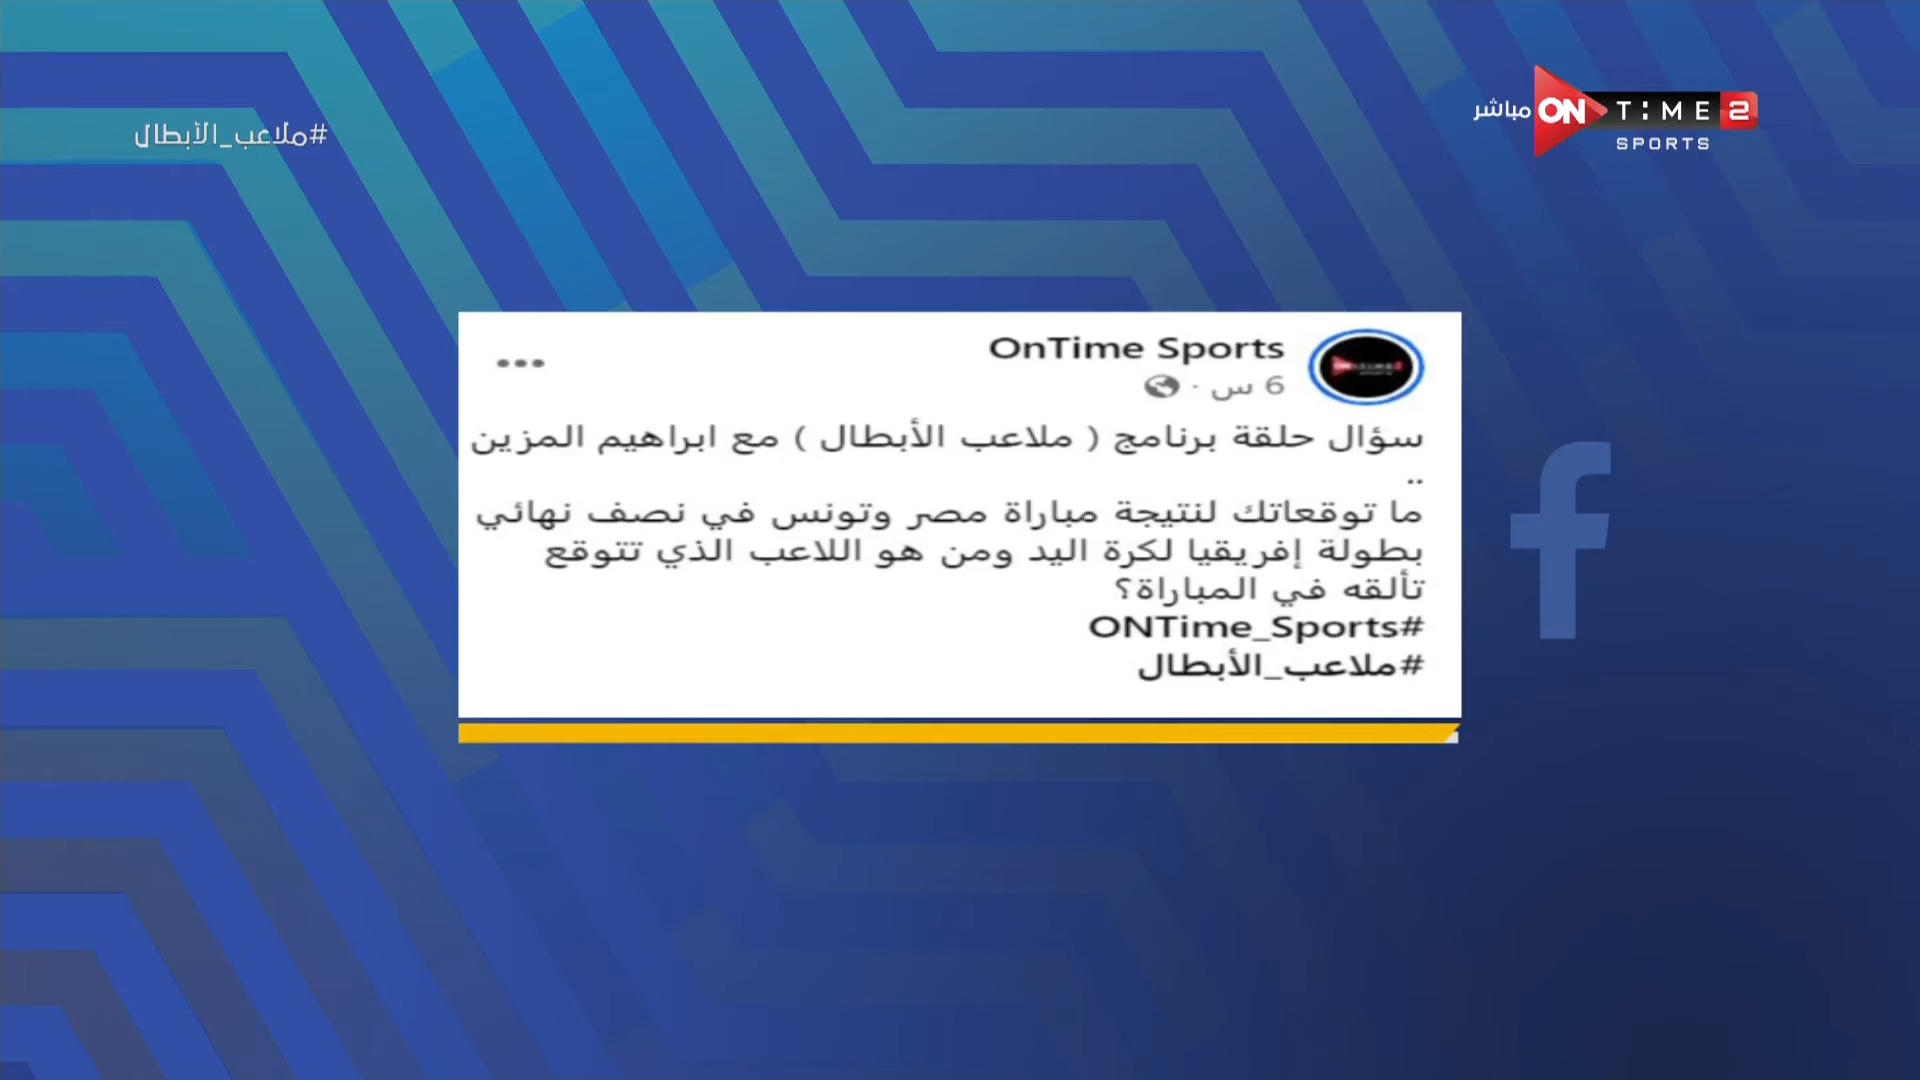 #ملاعب_الأبطال
مباشر ON TIME 2
SPORTS
OnTime Sports
6 س ·
سؤال حلقة برنامج ( ملاعب الأبطال ) مع ابراهيم المزين
..
ما توقعاتك لنتيجة مباراة مصر وتونس في نصف نهائي
بطولة إفريقيا لكرة اليد ومن هو اللاعب الذي تتوقع
تألقه في المباراة؟
#ONTime_Sports
#ملاعب_الأبطال